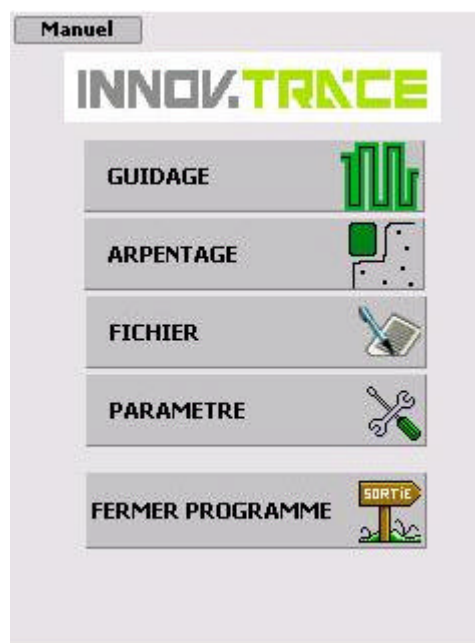 Manuel
INNOV.TRACE
GUIDAGE
ARPENTAGE
FICHIER
PARAMETRE
FERMER PROGRAMME
SORTiE